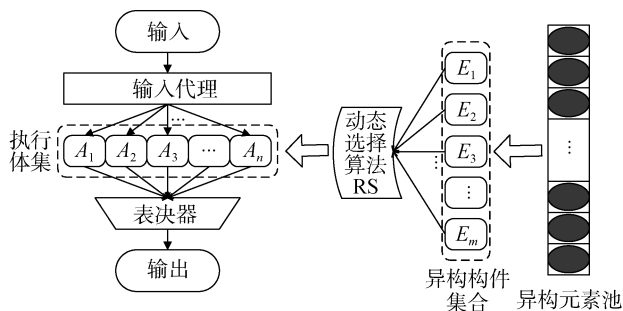 输入
输入代理
…
执行
体集
A1 A2 A3 … An
表决器
输出
动态
选择
算法
RS
E1
E2
E3
⋮
⋮
Em
异构构件
集合
⋮
异构元素池